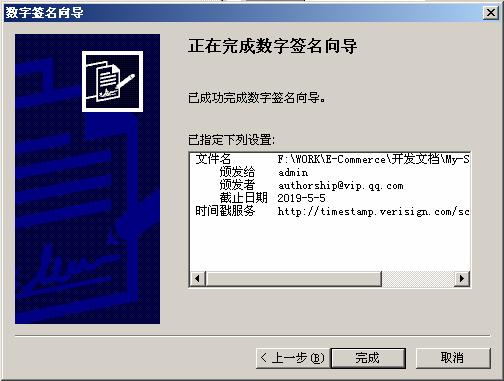 数字签名向导
正在完成数字签名向导
已成功完成数字签名向导。
已指定下列设置:
文件名 F:\WORK\E-Commerce\开发文档\My-S
颁发给 admin
颁发者 authorship@vip.qq.com
截止日期 2019-5-5
时间戳服务 http://timestamp.verisign.com/sc
< 上一步(B)
完成
取消